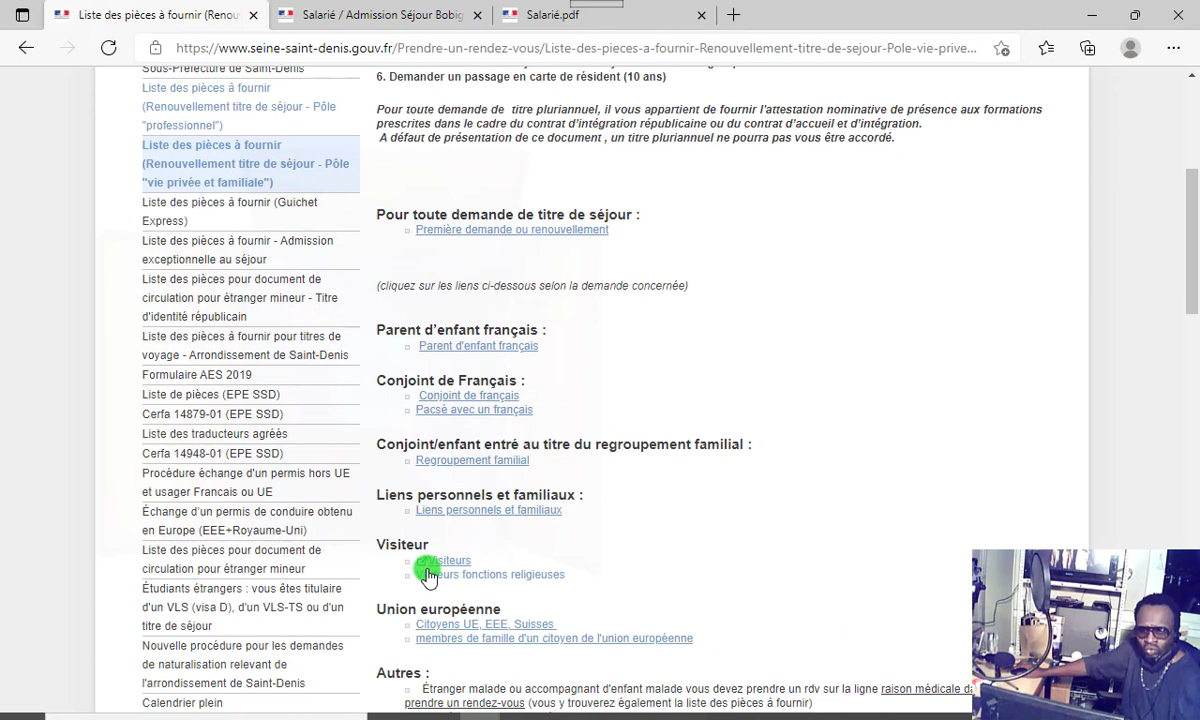 Liste des pièces à fournir (Renou
Salarié / Admission Séjour Bobig
Salarié.pdf
https://www.seine-saint-denis.gouv.fr/Prendre-un-rendez-vous/Liste-des-pieces-a-fournir-Renouvellement-titre-de-sejour-Pole-vie-prive...
Sous-Préfecture de Saint-Denis
Liste des pièces à fournir
(Renouvellement titre de séjour - Pôle
"professionnel")
Liste des pièces à fournir
(Renouvellement titre de séjour - Pôle
"vie privée et familiale")
Liste des pièces à fournir (Guichet
Express)
Liste des pièces à fournir - Admission
exceptionnelle au séjour
Liste des pièces pour document de
circulation pour étranger mineur - Titre
d'identité républicain
Liste des pièces à fournir pour titres de
voyage - Arrondissement de Saint-Denis
Formulaire AES 2019
Liste de pièces (EPE SSD)
Cerfa 14879-01 (EPE SSD)
Liste des traducteurs agréés
Cerfa 14948-01 (EPE SSD)
Procédure échange d'un permis hors UE
et usager Francais ou UE
Échange d'un permis de conduire obtenu
en Europe (EEE+Royaume-Uni)
Liste des pièces pour document de
circulation pour étranger mineur
Étudiants étrangers : vous êtes titulaire
d'un VLS (visa D), d'un VLS-TS ou d'un
titre de séjour
Nouvelle procédure pour les demandes
de naturalisation relevant de
l'arrondissement de Saint-Denis
Calendrier plein
6. Demander un passage en carte de résident (10 ans)
Pour toute demande de titre pluriannuel, il vous appartient de fournir l'attestation nominative de présence aux formations
prescrites dans le cadre du contrat d'intégration républicaine ou du contrat d'accueil et d'intégration.
A défaut de présentation de ce document , un titre pluriannuel ne pourra pas vous être accordé.
Pour toute demande de titre de séjour :
Première demande ou renouvellement
(cliquez sur les liens ci-dessous selon la demande concernée)
Parent d'enfant français :
Parent d'enfant français
Conjoint de Français :
Conjoint de français
Pacsé avec un français
Conjoint/enfant entré au titre du regroupement familial :
Regroupement familial
Liens personnels et familiaux :
Liens personnels et familiaux
Visiteur
Visiteurs
fonctions religieuses
Union européenne
Citoyens UE, EEE, Suisses
membres de famille d'un citoyen de l'union européenne
Autres :
Étranger malade ou accompagnant d'enfant malade vous devez prendre un rdv sur la ligne raison médicale
prendre un rendez-vous (vous y trouverez également la liste des pièces à fournir)